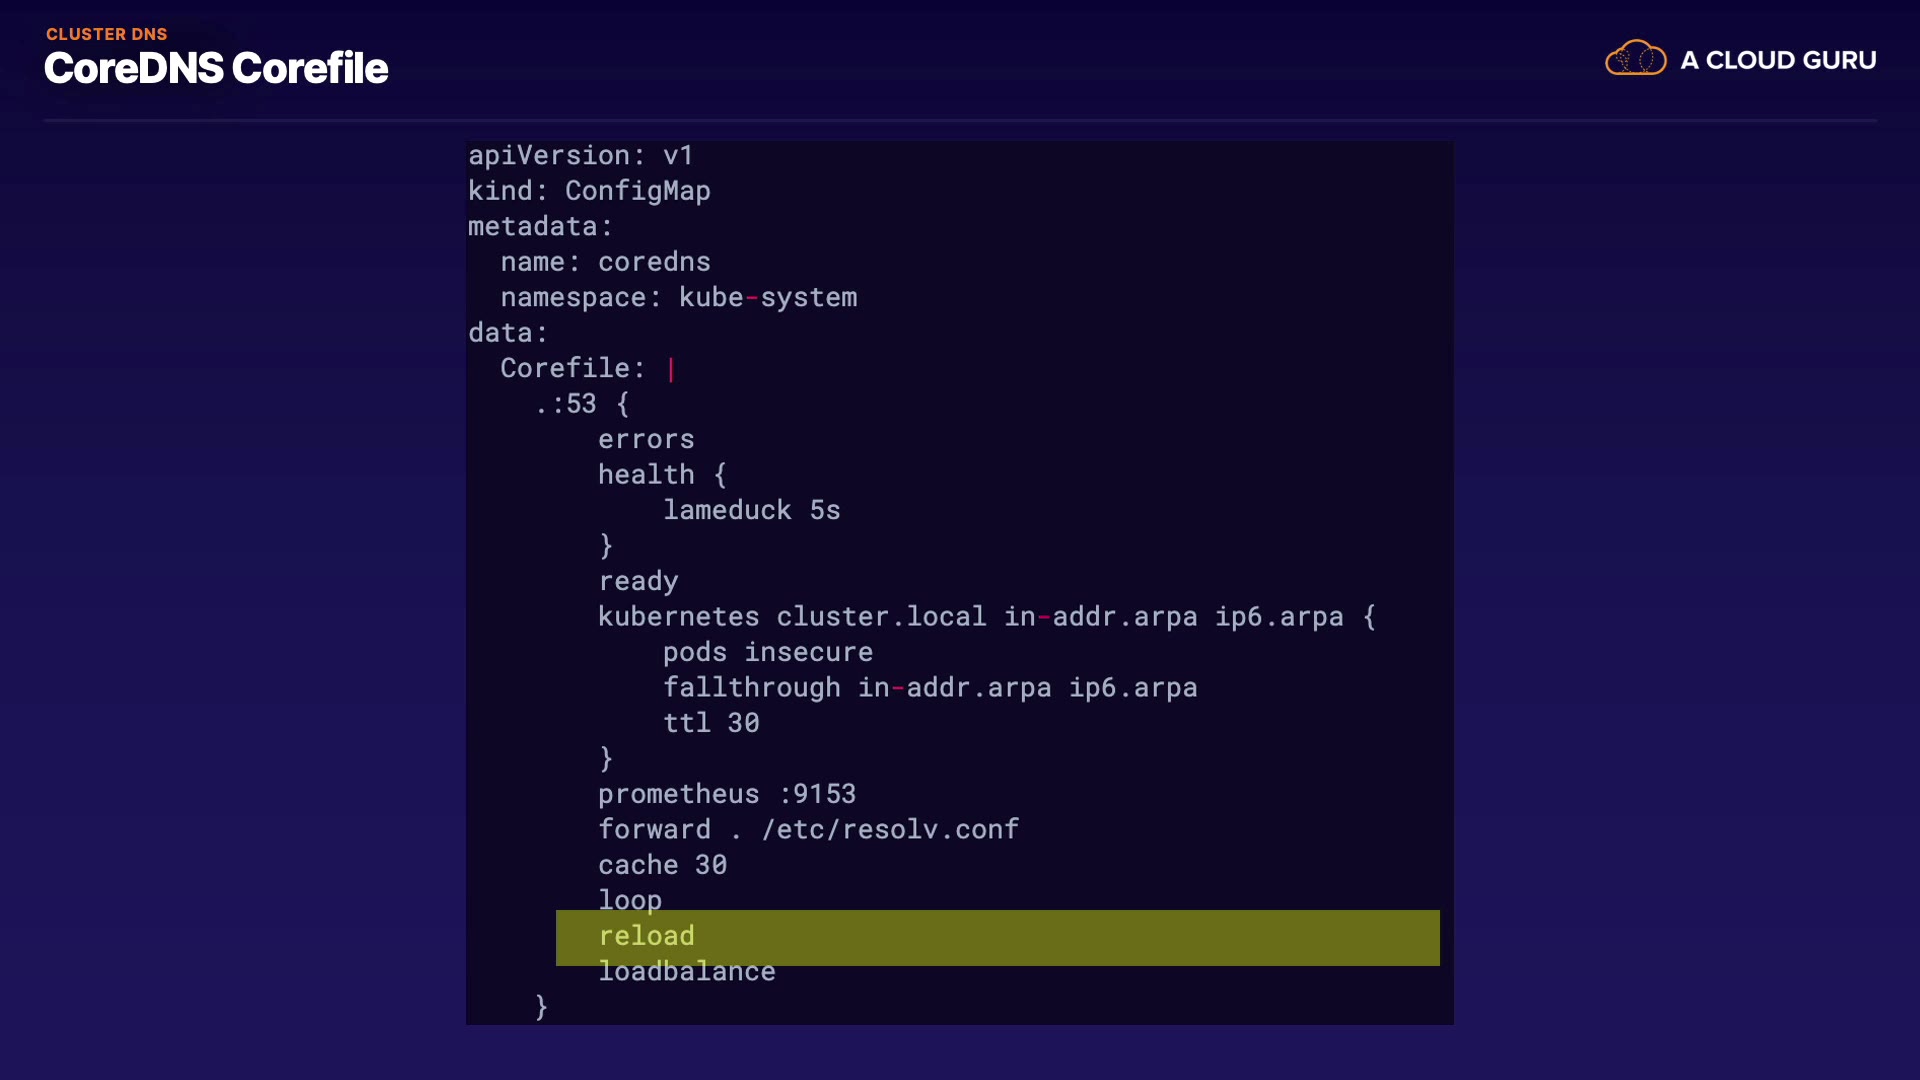 CLUSTER DNS
CoreDNS Corefile
A CLOUD GURU
apiVersion: v1
kind: ConfigMap
metadata:
  name: coredns
  namespace: kube-system
data:
  Corefile: |
    .:53 {
        errors
        health {
            lameduck 5s
        }
        ready
        kubernetes cluster.local in-addr.arpa ip6.arpa {
            pods insecure
            fallthrough in-addr.arpa ip6.arpa
            ttl 30
        }
        prometheus :9153
        forward . /etc/resolv.conf
        cache 30
        loop
        reload
        loadbalance
    }